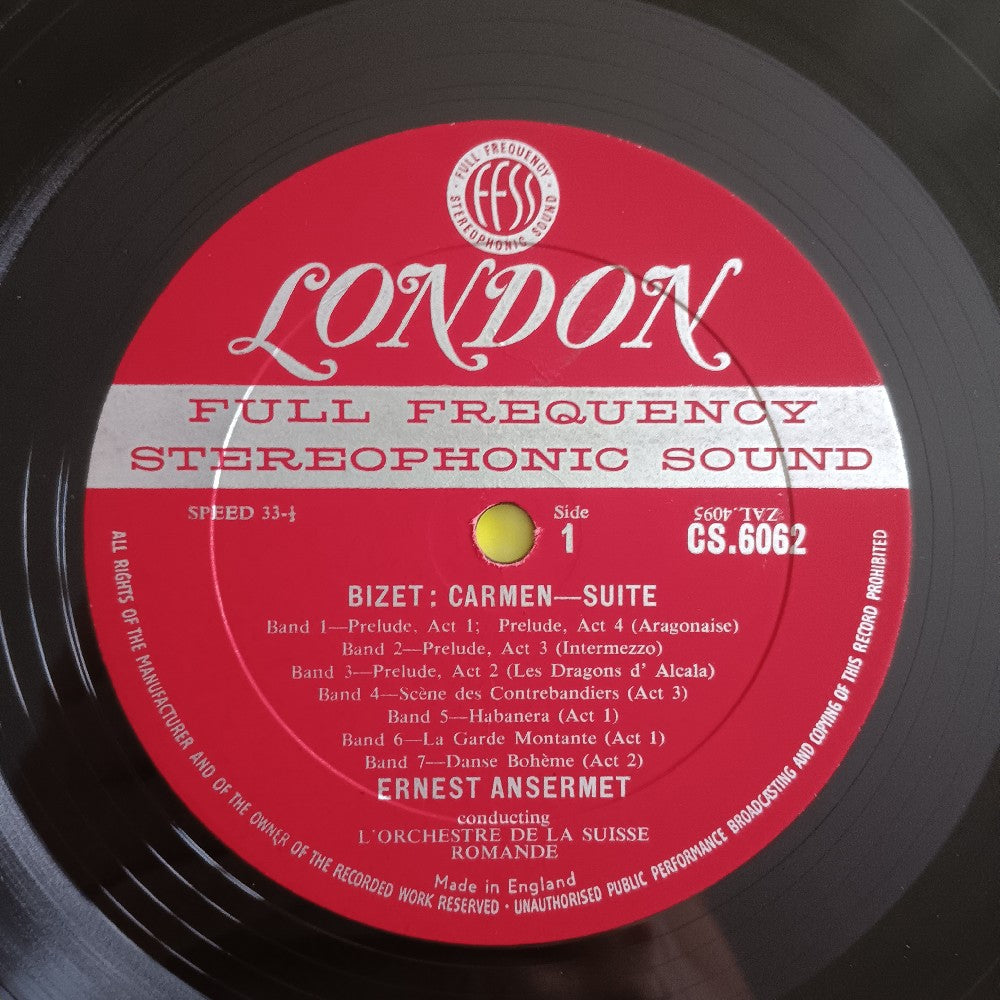 · FULL FREQUENCY ·
FFSS
STEREOPHONIC SOUND
LONDON
FULL FREQUENCY
STEREOPHONIC SOUND
SPEED 33-⅓
Side
1
ZAL.4095
CS.6062
BIZET: CARMEN—SUITE
Band 1—Prelude, Act 1; Prelude, Act 4 (Aragonaise)
Band 2—Prelude, Act 3 (Intermezzo)
Band 3—Prelude, Act 2 (Les Dragons d' Alcala)
Band 4—Scène des Contrebandiers (Act 3)
Band 5—Habanera (Act 1)
Band 6—La Garde Montante (Act 1)
Band 7—Danse Bohème (Act 2)
ERNEST ANSERMET
conducting
L'ORCHESTRE DE LA SUISSE
ROMANDE
Made in England
ALL RIGHTS OF THE MANUFACTURER AND OF THE OWNER OF THE RECORDED WORK RESERVED · UNAUTHORISED PUBLIC PERFORMANCE BROADCASTING AND COPYING OF THIS RECORD PROHIBITED